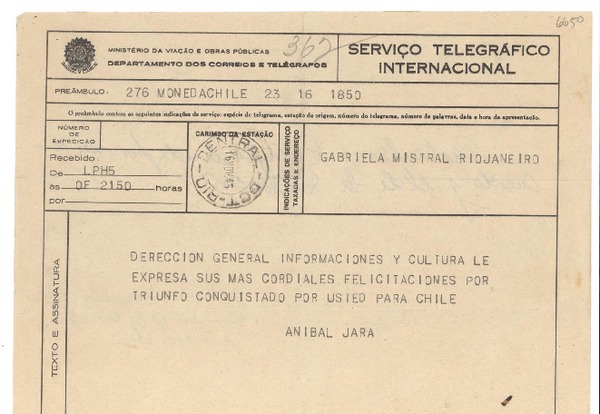 6650
362
MINISTÉRIO DA VIAÇÃO E OBRAS PÚBLICAS
DEPARTAMENTO DOS CORREIOS E TELÉGRAFOS
SERVIÇO TELEGRÁFICO
INTERNACIONAL
PREÂMBULO: 276 MONEDACHILE 23 16 1850
O preâmbulo contem as seguintes indicações de serviço: espécie do telegrama, estação de origem, número do telegrama, número de palavras, data e hora da apresentação.
NÚMERO
DE
EXPEDIÇÃO
CARIMBO DA ESTAÇÃO
CENTRAL-DCT-RIO
INDICAÇÕES DE SERVIÇO
TAXADAS E ENDEREÇO
GABRIELA MISTRAL RIOJANEIRO
Recebido:
De LPH5
às OF 2150 horas
por
TEXTO E ASSINATURA
DERECCION GENERAL INFORMACIONES Y CULTURA LE
EXPRESA SUS MAS CORDIALES FELICITACIONES POR
TRIUNFO CONQUISTADO POR USTED PARA CHILE
ANIBAL JARA